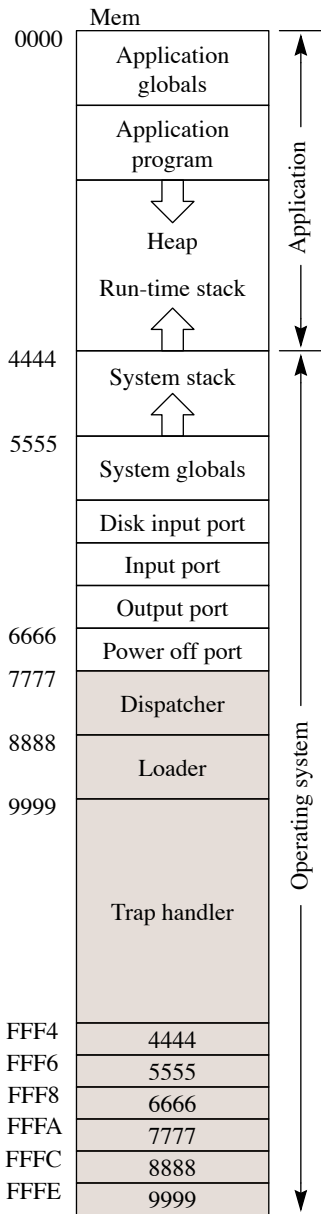 Mem
0000
Application
globals
Application
program
Heap
Run-time stack
Application
4444
System stack
5555
System globals
Disk input port
Input port
Output port
6666
Power off port
7777
Dispatcher
8888
Loader
9999
Trap handler
Operating system
FFF4
4444
FFF6
5555
FFF8
6666
FFFA
7777
FFFC
8888
FFFE
9999